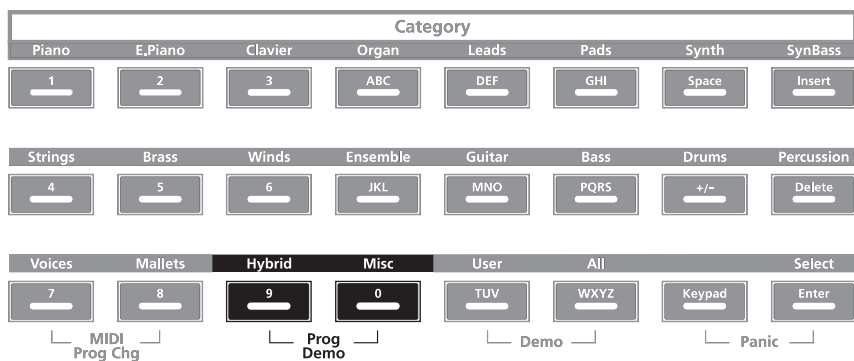 Category
Piano E.Piano Clavier Organ Leads Pads Synth SynBass
1 2 3 ABC DEF GHI Space Insert
Strings Brass Winds Ensemble Guitar Bass Drums Percussion
4 5 6 JKL MNO PQRS +/- Delete
Voices Mallets Hybrid Misc User All Select
7 8 9 0 TUV WXYZ Keypad Enter
MIDI Prog Demo Panic
Prog Chg Demo